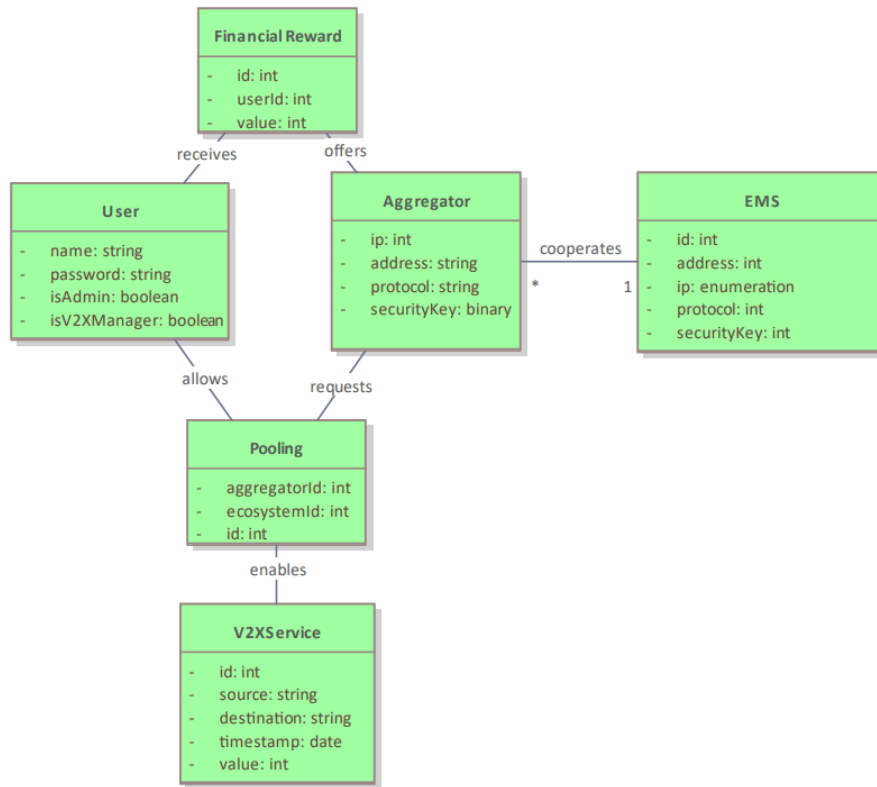 Financial Reward
- id: int
- userId: int
- value: int
receives
offers
User
- name: string
- password: string
- isAdmin: boolean
- isV2XManager: boolean
Aggregator
- ip: int
- address: string
- protocol: string
- securityKey: binary
cooperates
* 1
EMS
- id: int
- address: int
- ip: enumeration
- protocol: int
- securityKey: int
allows
requests
Pooling
- aggregatorId: int
- ecosystemId: int
- id: int
enables
V2XService
- id: int
- source: string
- destination: string
- timestamp: date
- value: int